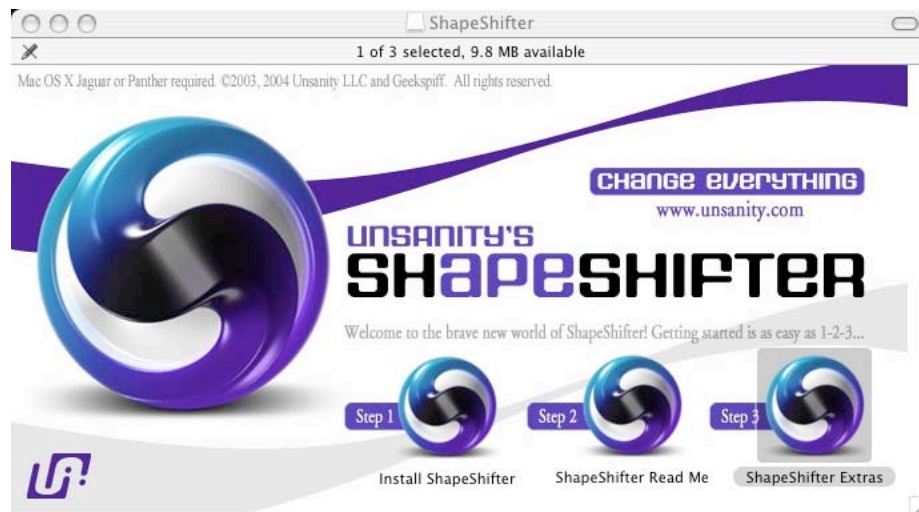 ShapeShifter
1 of 3 selected, 9.8 MB available
Mac OS X Jaguar or Panther required. ©2003, 2004 Unsanity LLC and Geekspiff. All rights reserved.
CHANGE EVERYTHING
www.unsanity.com
UNSANITY'S
SHAPESHIFTER
Welcome to the brave new world of ShapeShifter! Getting started is as easy as 1-2-3...
Step 1
Step 2
Step 3
Install ShapeShifter
ShapeShifter Read Me
ShapeShifter Extras